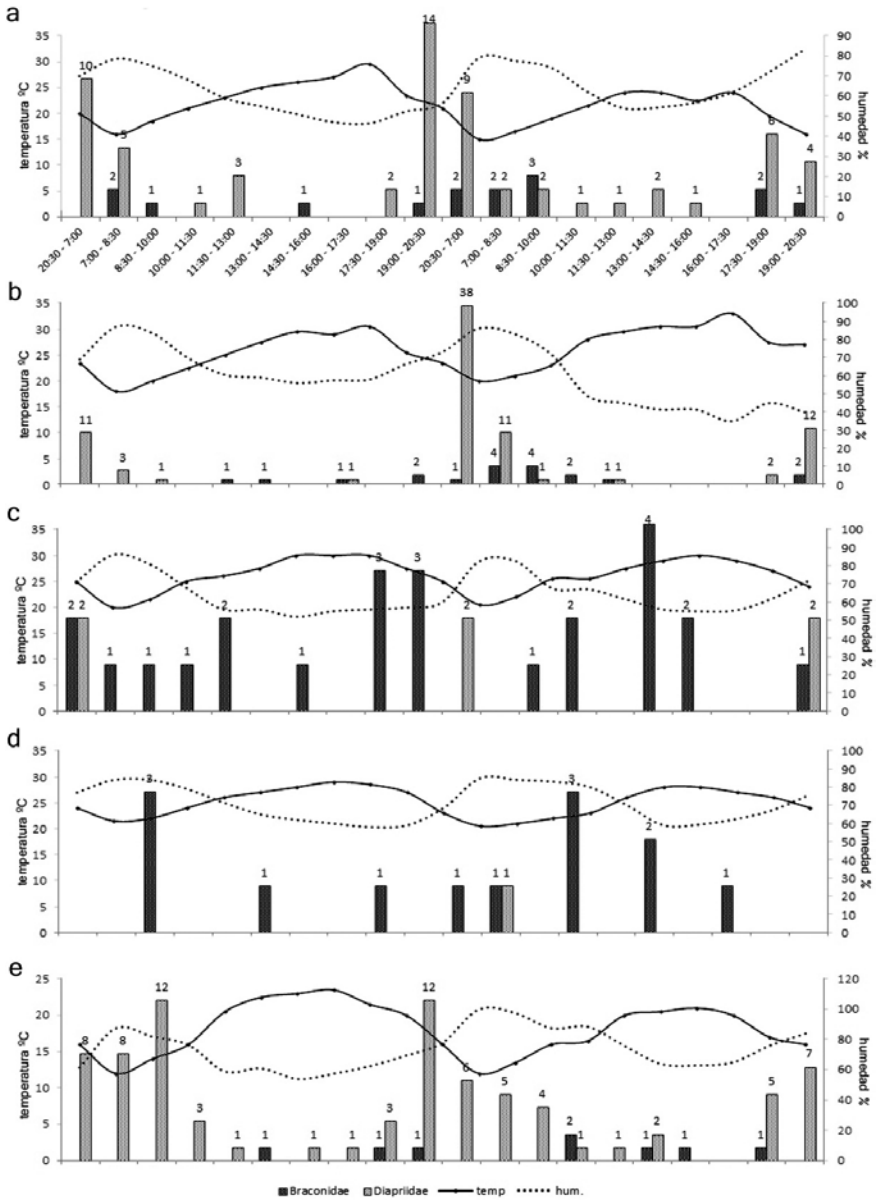 a
temperatura ºC
35
30
25
20
15
10
5
0
10 2 5 1 1 3 1 2 1 14 2 9 2 2 3 2 1 1 2 1 2 6 1 4
90
80
70
60
50
40
30
20
10
0
humedad %
20:30 - 7:00
7:00 - 8:30
8:30 - 10:00
10:00 - 11:30
11:30 - 13:00
13:00 - 14:30
14:30 - 16:00
16:00 - 17:30
17:30 - 19:00
19:00 - 20:30
20:30 - 7:00
7:00 - 8:30
8:30 - 10:00
10:00 - 11:30
11:30 - 13:00
13:00 - 14:30
14:30 - 16:00
16:00 - 17:30
17:30 - 19:00
19:00 - 20:30
b
temperatura ºC
35
30
25
20
15
10
5
0
11 3 1 1 1 1 1 2 1 38 4 11 4 1 2 1 1 2 2 12
100
90
80
70
60
50
40
30
20
10
0
humedad %
c
temperatura ºC
35
30
25
20
15
10
5
0
2 2 1 1 1 2 1 3 3 2 1 2 4 2 1 2
100
90
80
70
60
50
40
30
20
10
0
humedad %
d
temperatura ºC
35
30
25
20
15
10
5
0
3 1 1 1 1 1 3 2 1
100
90
80
70
60
50
40
30
20
10
0
humedad %
e
temperatura ºC
25
20
15
10
5
0
8 8 12 3 1 1 1 1 1 3 1 12 6 5 4 2 1 1 1 2 1 1 5 7
120
100
80
60
40
20
0
humedad %
Braconidae Diapriidae temp hum.